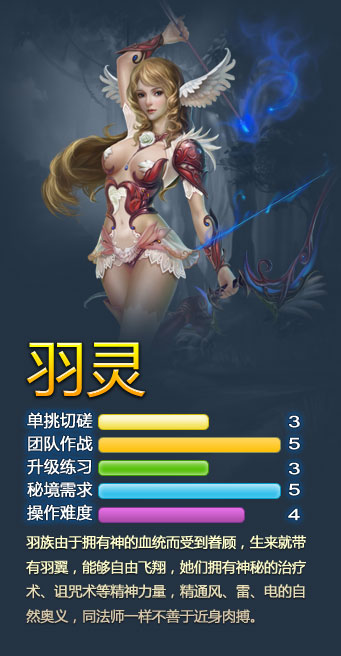 羽灵
单挑切磋 3
团队作战 5
升级练习 3
秘境需求 5
操作难度 4
羽族由于拥有神的血统而受到眷顾，生来就带
有羽翼，能够自由飞翔，她们拥有神秘的治疗
术、诅咒术等精神力量，精通风、雷、电的自
然奥义，同法师一样不善于近身肉搏。